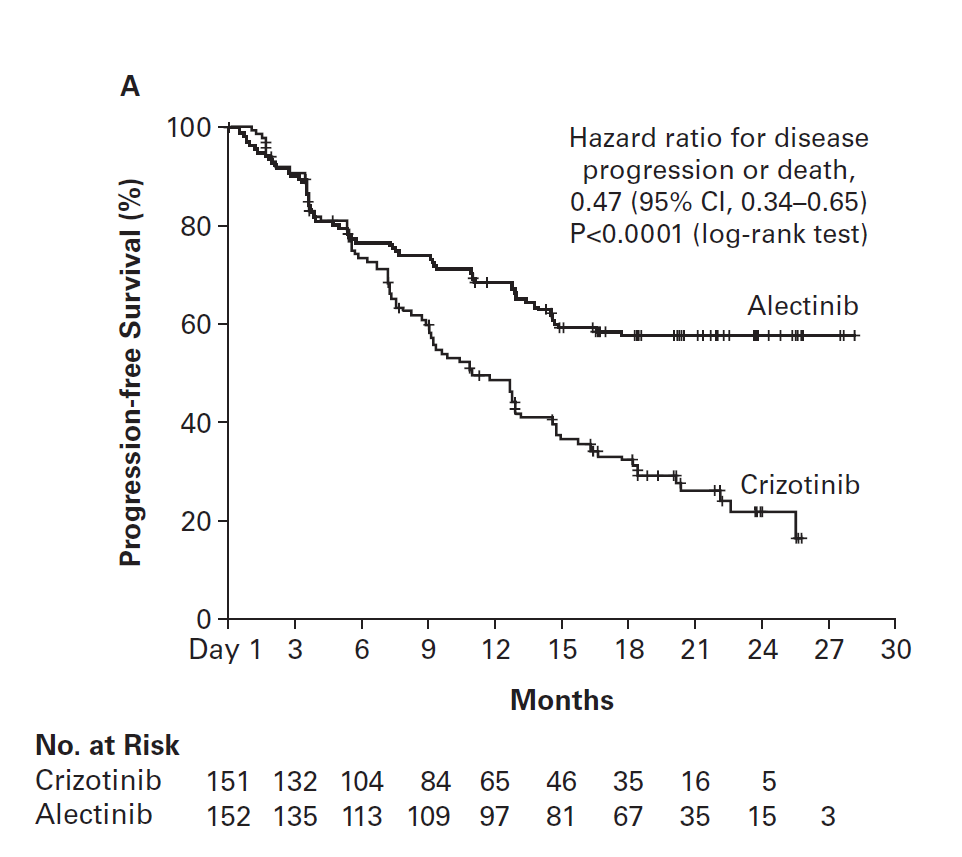 A
Hazard ratio for disease
progression or death,
0.47 (95% CI, 0.34–0.65)
P<0.0001 (log-rank test)
Progression-free Survival (%)
100
80
60
40
20
0
Alectinib
Crizotinib
Day 1 3 6 9 12 15 18 21 24 27 30
Months
No. at Risk
Crizotinib 151 132 104 84 65 46 35 16 5
Alectinib 152 135 113 109 97 81 67 35 15 3